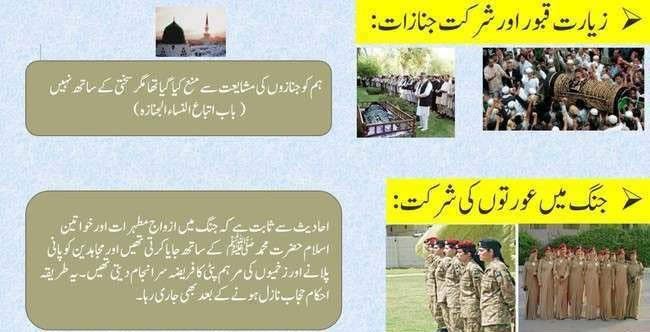 زیارت قبور اور شرکت جنازات:
ہم کو جنازوں کی مشایعت سے منع کیا گیا تھا مگر سختی کے ساتھ نہیں
( باب اتباع النساء الجنازہ)
جنگ میں عورتوں کی شرکت:
احادیث سے ثابت ہے کہ جنگ میں ازواج مطہرات اور خواتین
اسلام حضرت محمد ﷺ کے ساتھ جایا کرتی تھیں اور مجاہدین کو پانی
پلانے اور زخمیوں کی مرہم پٹی کا فریضہ سر انجام دیتی تھیں۔ یہ طریقہ
احکام حجاب نازل ہونے کے بعد بھی جاری رہا۔